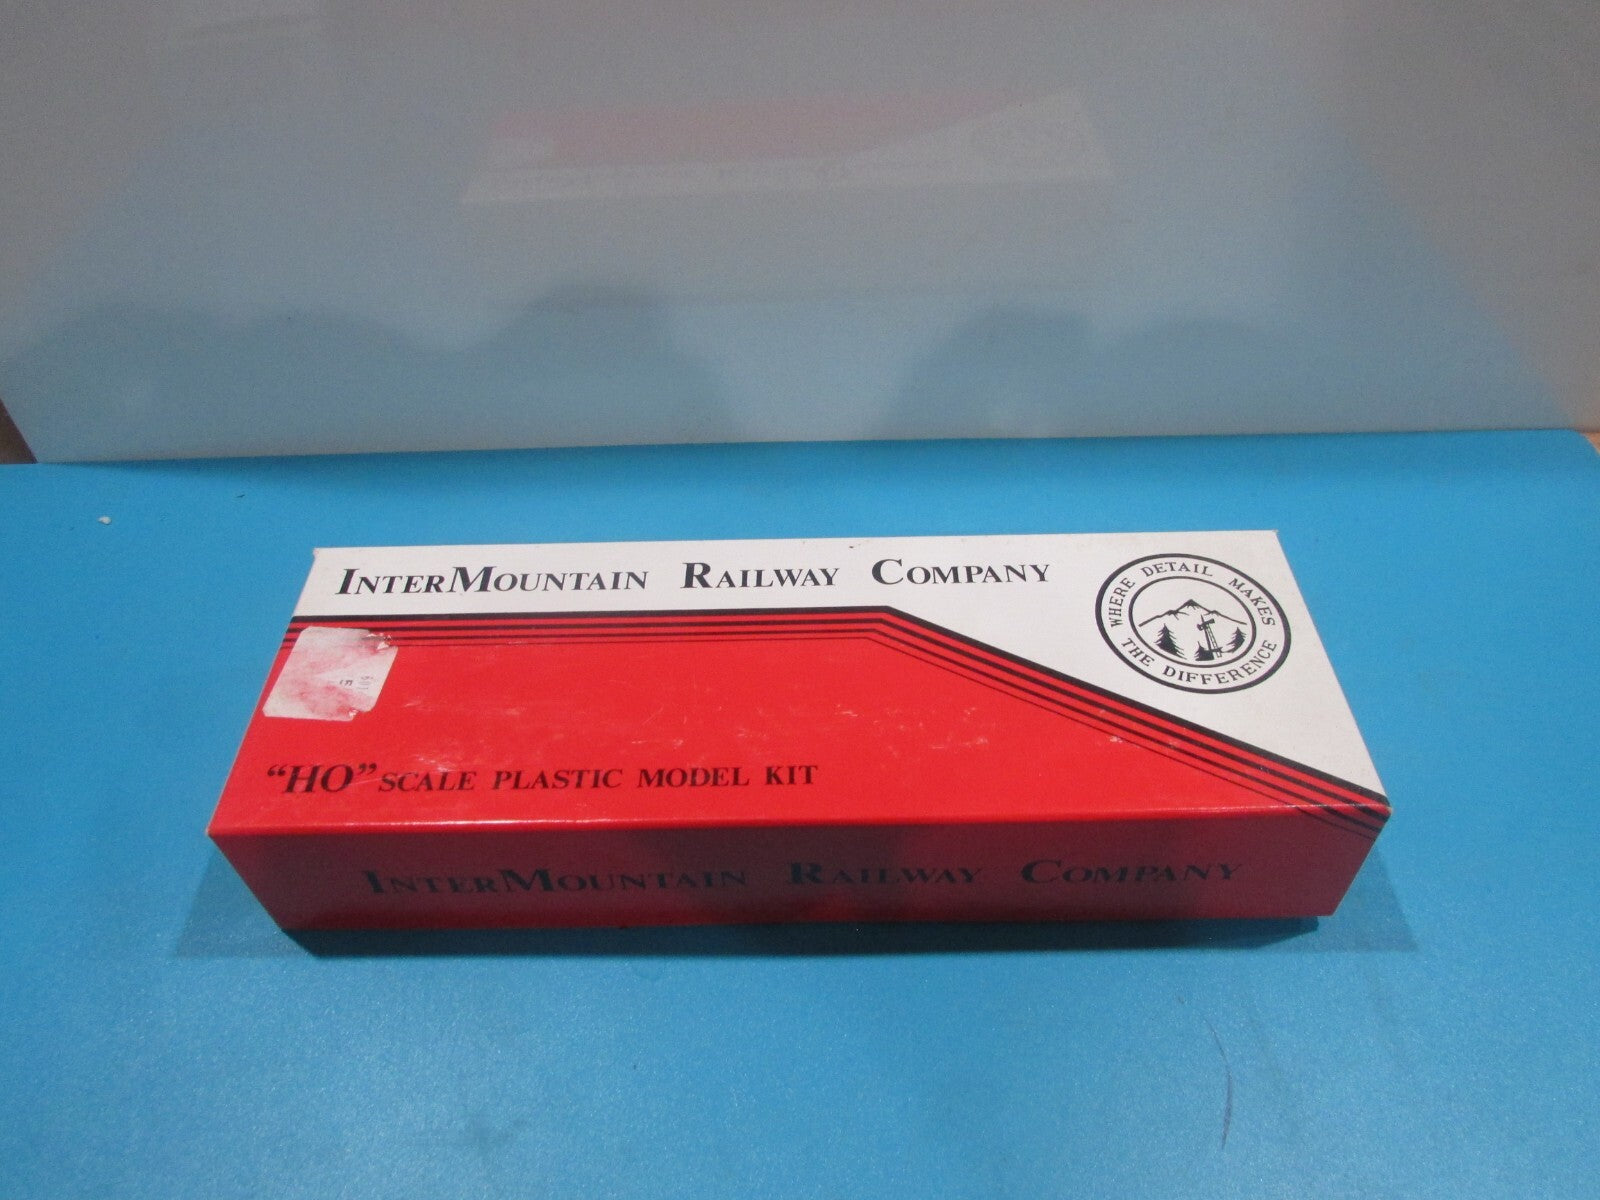 INTERMOUNTAIN RAILWAY COMPANY
WHERE DETAIL MAKES
THE DIFFERENCE
“HO” SCALE PLASTIC MODEL KIT
INTERMOUNTAIN RAILWAY COMPANY